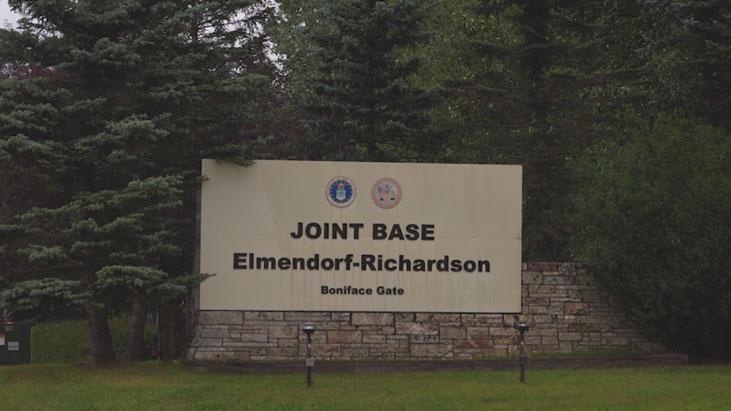 JOINT BASE
Elmendorf-Richardson
Boniface Gate